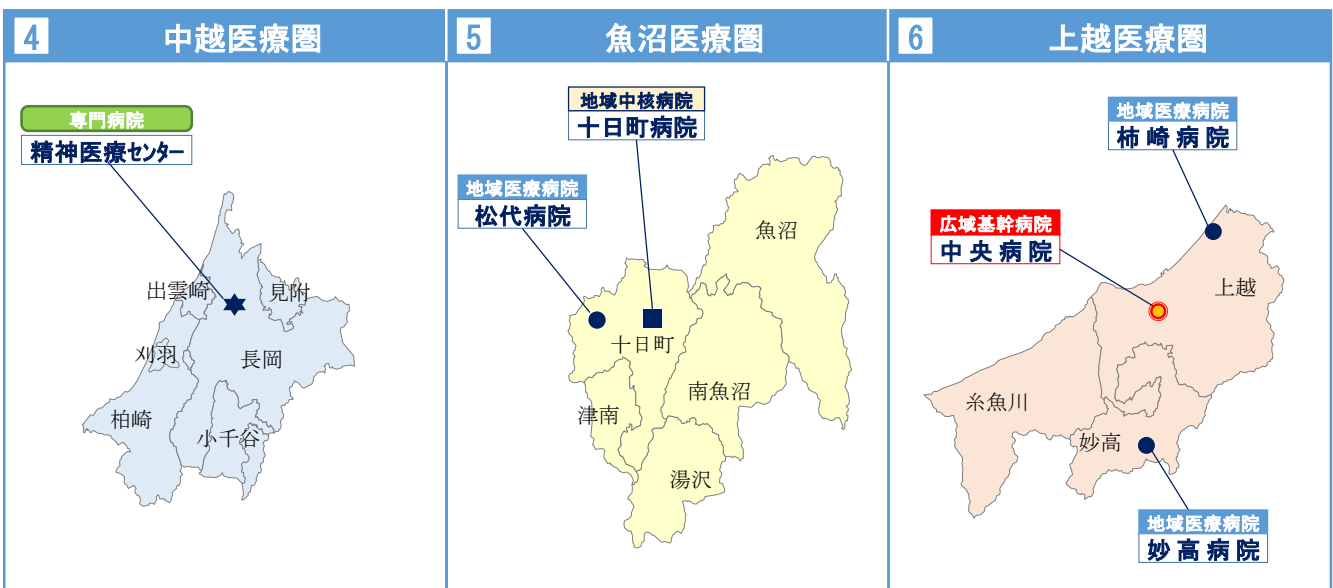 4 中越医療圏
専門病院
精神医療センター
出雲崎
見附
刈羽
長岡
柏崎
小千谷
5 魚沼医療圏
地域中核病院
十日町病院
地域医療病院
松代病院
魚沼
十日町
南魚沼
津南
湯沢
6 上越医療圏
地域医療病院
柿崎病院
広域基幹病院
中央病院
上越
糸魚川
妙高
地域医療病院
妙高病院